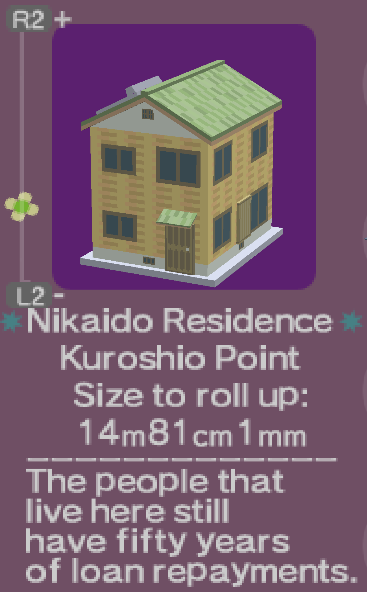 R2 +
L2 -
Nikaido Residence
Kuroshio Point
Size to roll up:
14m81cm1mm
The people that
live here still
have fifty years
of loan repayments.